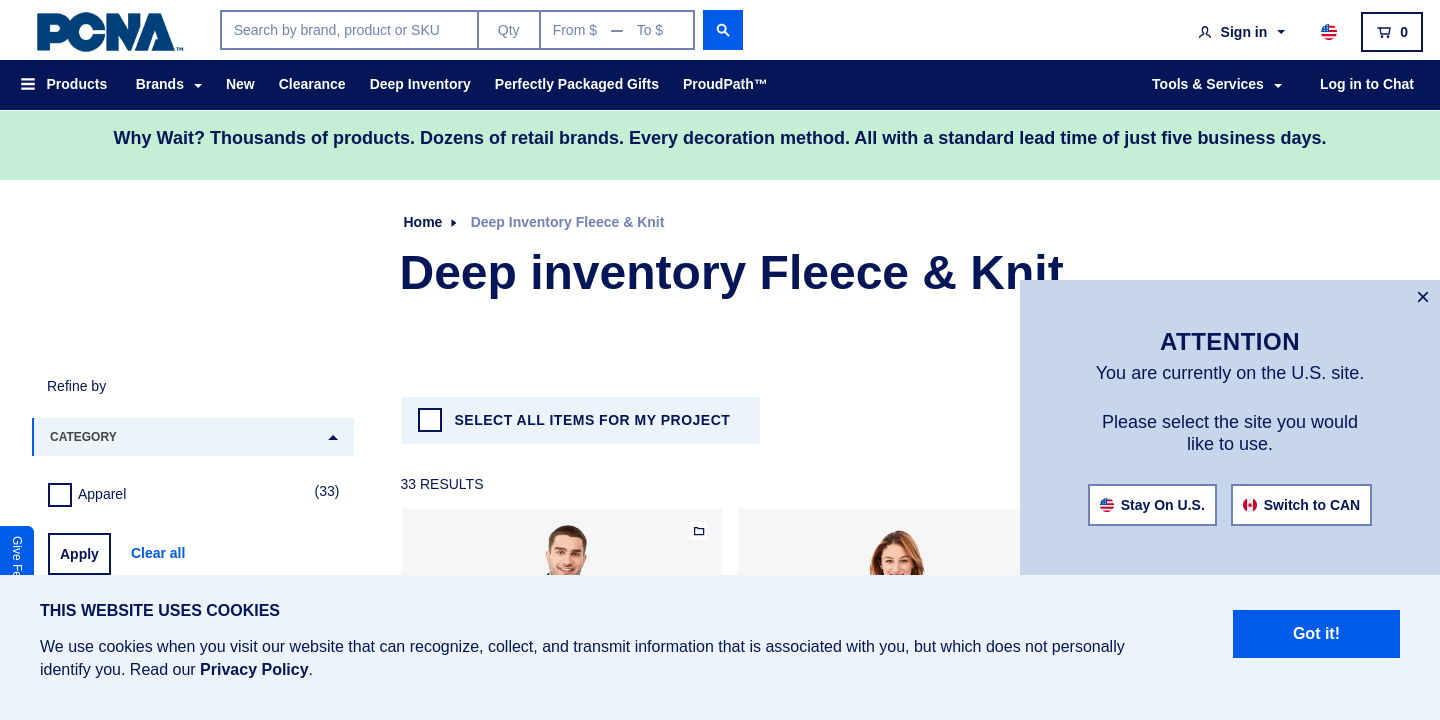 PCNA™
Search by brand, product or SKU
Qty
From $ — To $
Sign in
0
Products
Brands
New
Clearance
Deep Inventory
Perfectly Packaged Gifts
ProudPath™
Tools & Services
Log in to Chat
Why Wait? Thousands of products. Dozens of retail brands. Every decoration method. All with a standard lead time of just five business days.
Home
Deep Inventory Fleece & Knit
Deep inventory Fleece & Knit
×
ATTENTION
You are currently on the U.S. site.
Please select the site you would
like to use.
Stay On U.S.
Switch to CAN
Refine by
CATEGORY
Apparel
(33)
Apply
Clear all
SELECT ALL ITEMS FOR MY PROJECT
33 RESULTS
Give Fe
THIS WEBSITE USES COOKIES
We use cookies when you visit our website that can recognize, collect, and transmit information that is associated with you, but which does not personally
identify you. Read our Privacy Policy.
Got it!